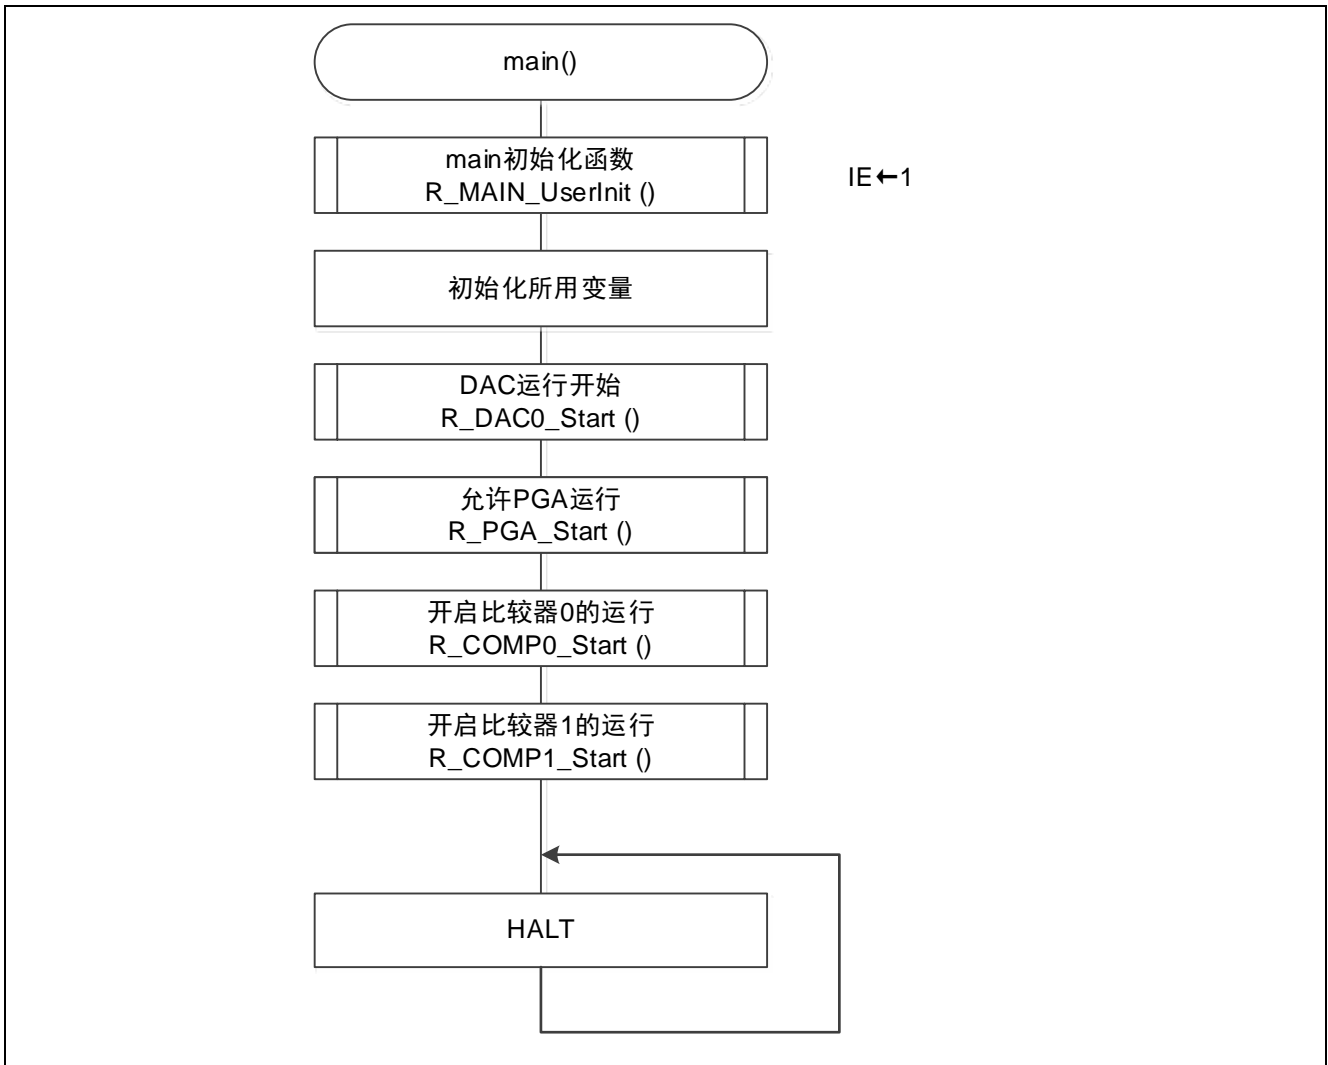 main()
main初始化函数
R_MAIN_UserInit ()
IE←1
初始化所用变量
DAC运行开始
R_DAC0_Start ()
允许PGA运行
R_PGA_Start ()
开启比较器0的运行
R_COMP0_Start ()
开启比较器1的运行
R_COMP1_Start ()
HALT